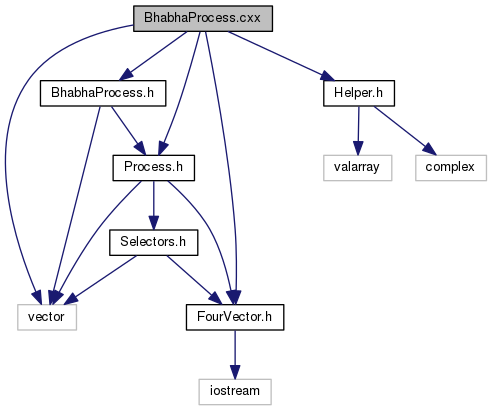 BhabhaProcess.cxx
BhabhaProcess.h
Helper.h
Process.h
valarray
complex
Selectors.h
vector
FourVector.h
iostream